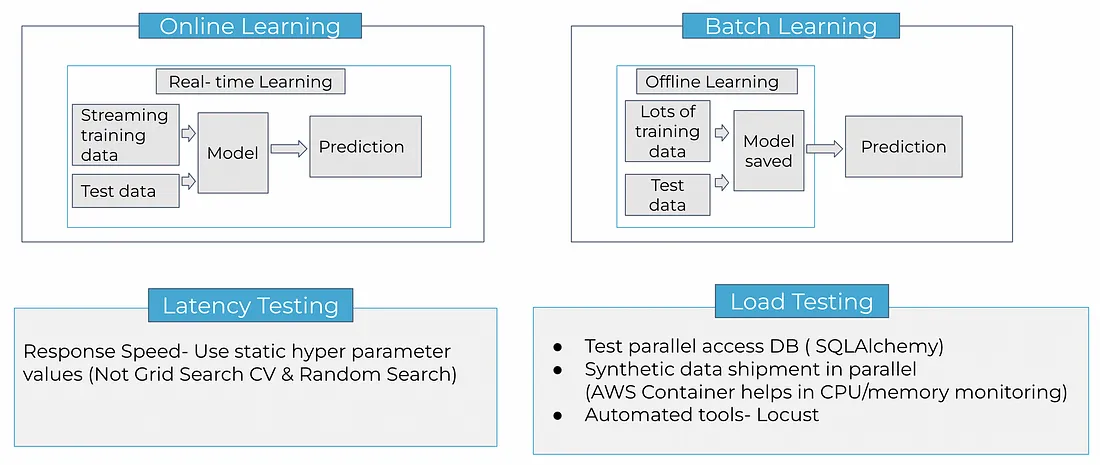 Online Learning
Real- time Learning
Streaming
training
data
Test data
Model
Prediction
Batch Learning
Offline Learning
Lots of
training
data
Test
data
Model
saved
Prediction
Latency Testing
Response Speed- Use static hyper parameter
values (Not Grid Search CV & Random Search)
Load Testing
● Test parallel access DB ( SQLAlchemy)
● Synthetic data shipment in parallel
(AWS Container helps in CPU/memory monitoring)
● Automated tools- Locust